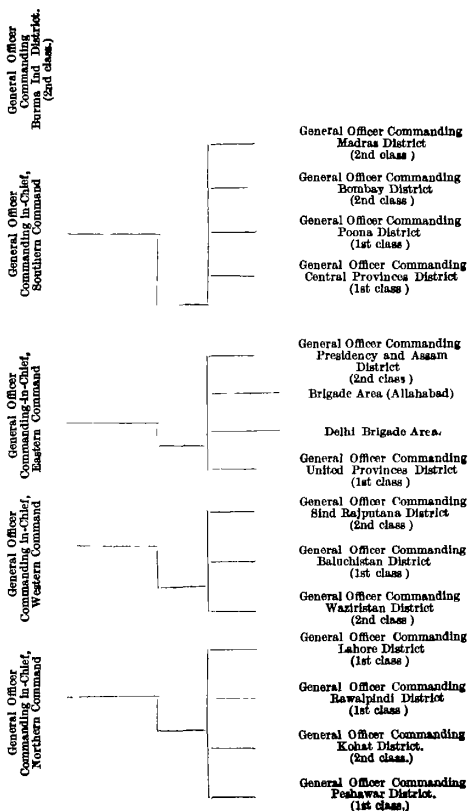 General Officer
Commanding
Burma Ind District.
(2nd class.)
General Officer
Commanding in-Chief,
Southern Command
General Officer Commanding
Madras District
(2nd olass )
General Officer Commanding
Bombay District
(2nd class )
General Officer Commanding
Poona District
(1st class )
General Officer Commanding
Central Provinces District
(1st class )
General Officer
Commanding-in-Chief,
Eastern Command
General Officer Commanding
Presidency and Assam
District
(2nd class )
Brigade Area (Allahabad)
Delhi Brigade Area.
General Officer Commanding
United Provinces District
(1st class )
General Officer
Commanding in-Chief,
Western Command
General Officer Commanding
Sind Rajputana District
(2nd class )
General Officer Commanding
Baluchistan District
(1st class )
General Officer Commanding
Waziristan District
(2nd class )
General Officer
Commanding in-Chief,
Northern Command
General Officer Commanding
Lahore District
(1st class )
General Officer Commanding
Rawalpindi District
(1st class )
General Officer Commanding
Kohat District.
(2nd class.)
General Officer Commanding
Peshawar District.
(1st class.)